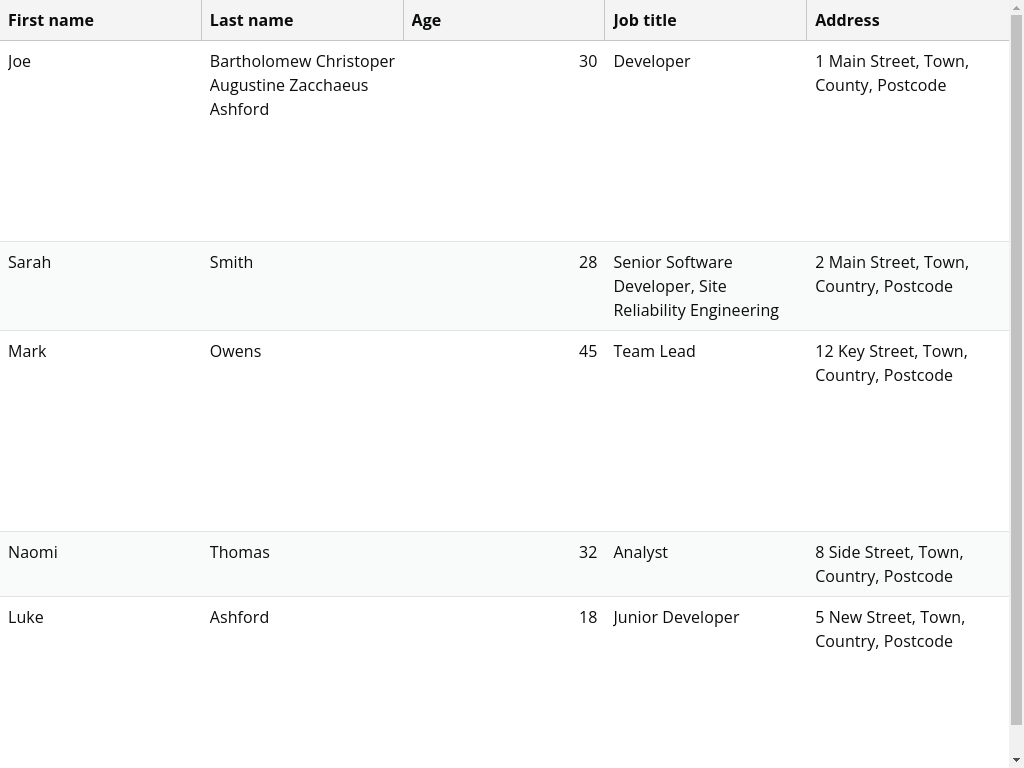 First name Last name Age Job title Address
Joe Bartholomew Christoper 30 Developer 1 Main Street, Town,
Augustine Zacchaeus County, Postcode
Ashford
Sarah Smith 28 Senior Software 2 Main Street, Town,
Developer, Site Country, Postcode
Reliability Engineering
Mark Owens 45 Team Lead 12 Key Street, Town,
Country, Postcode
Naomi Thomas 32 Analyst 8 Side Street, Town,
Country, Postcode
Luke Ashford 18 Junior Developer 5 New Street, Town,
Country, Postcode